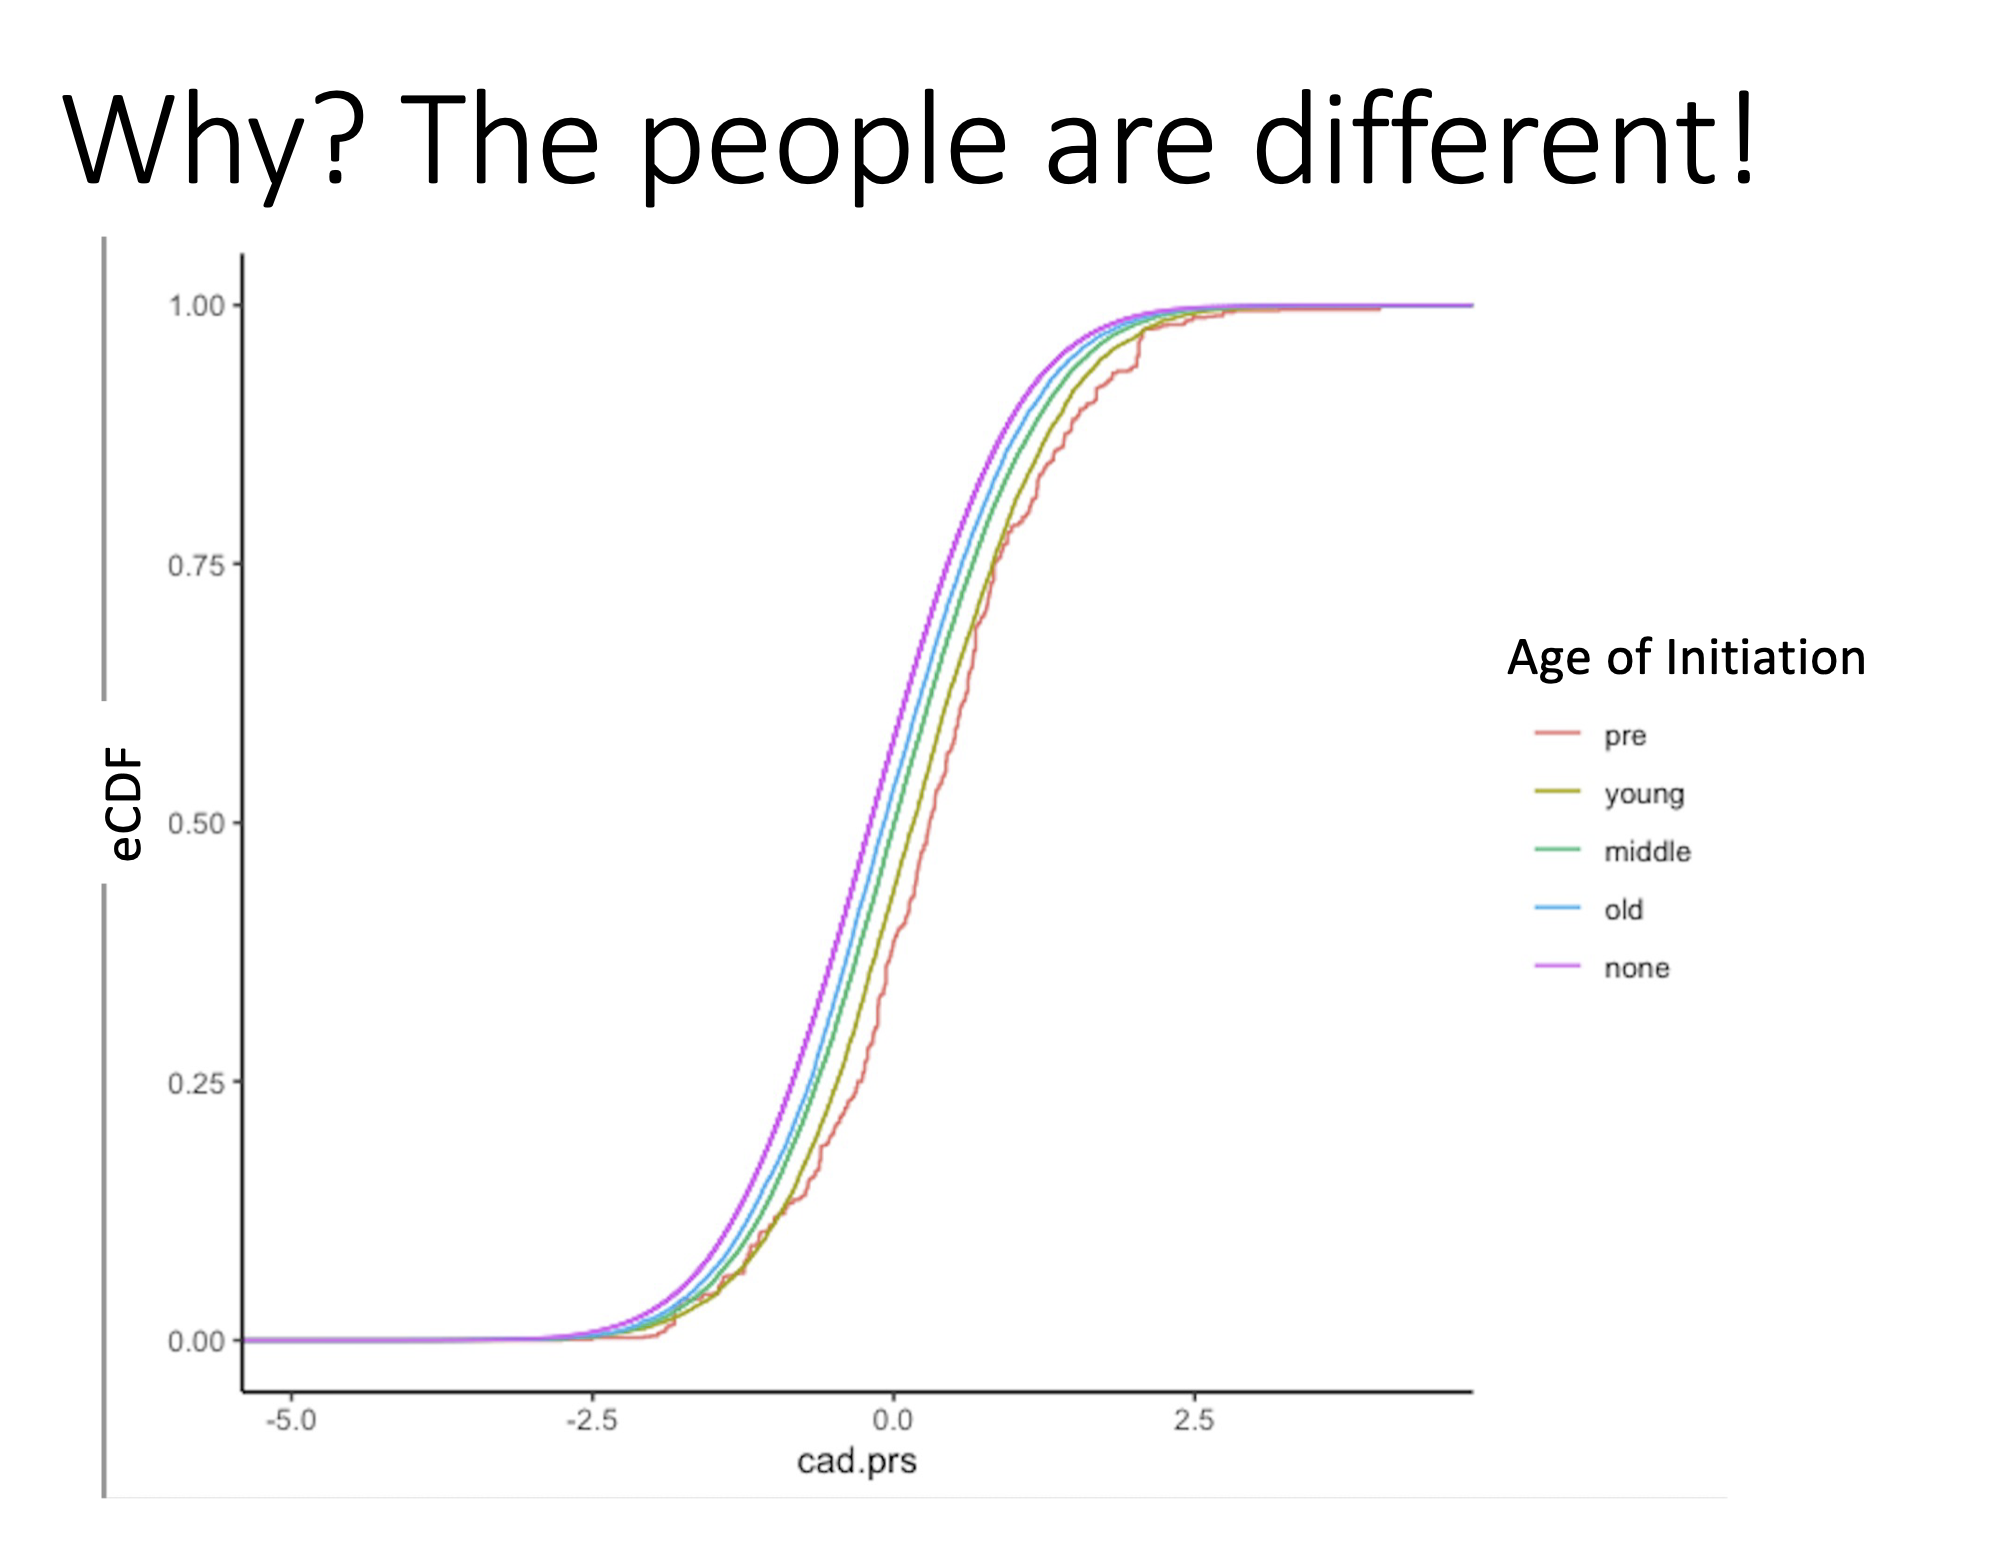 Why? The people are different!
1.00
0.75
0.50
0.25
0.00
eCDF
-5.0
-2.5
0.0
2.5
cad.prs
Age of Initiation
pre
young
middle
old
none